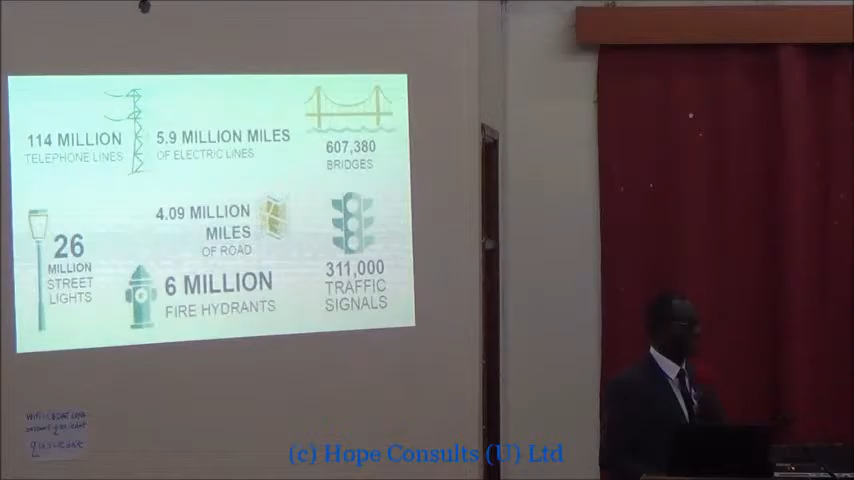 114 MILLION
TELEPHONE LINES
5.9 MILLION MILES
OF ELECTRIC LINES
607,380
BRIDGES
26
MILLION
STREET
LIGHTS
4.09 MILLION
MILES
OF ROAD
6 MILLION
FIRE HYDRANTS
311,000
TRAFFIC
SIGNALS
(c) Hope Consults (U) Ltd